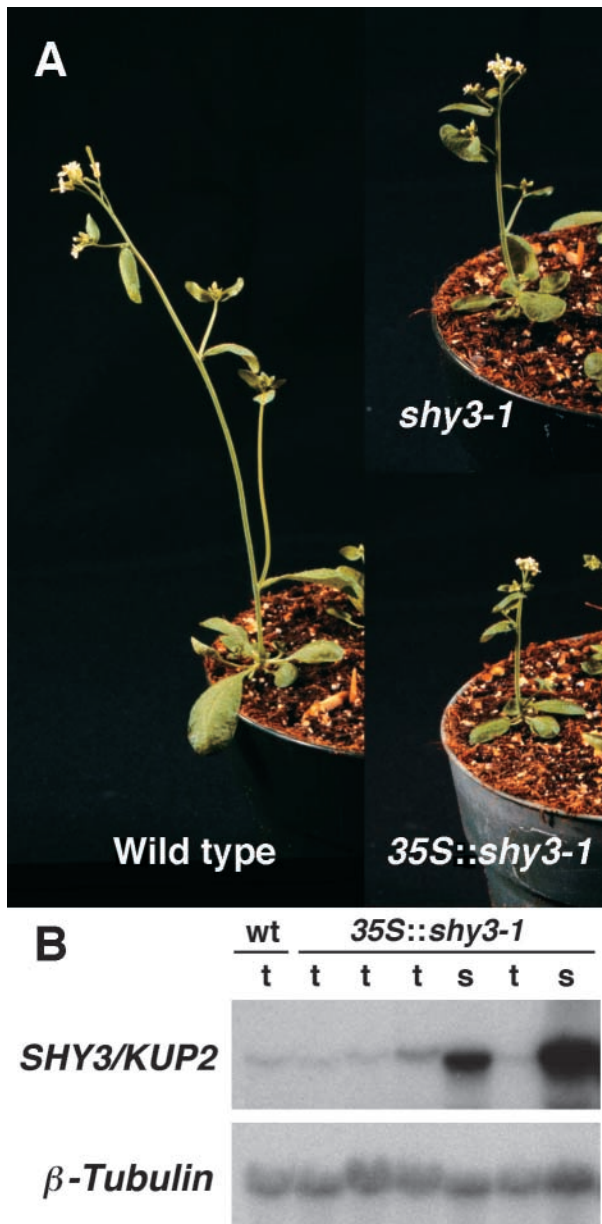 A
shy3-1
Wild type
35S::shy3-1
B
wt 35S::shy3-1
t t t t s t s
SHY3/KUP2
β-Tubulin